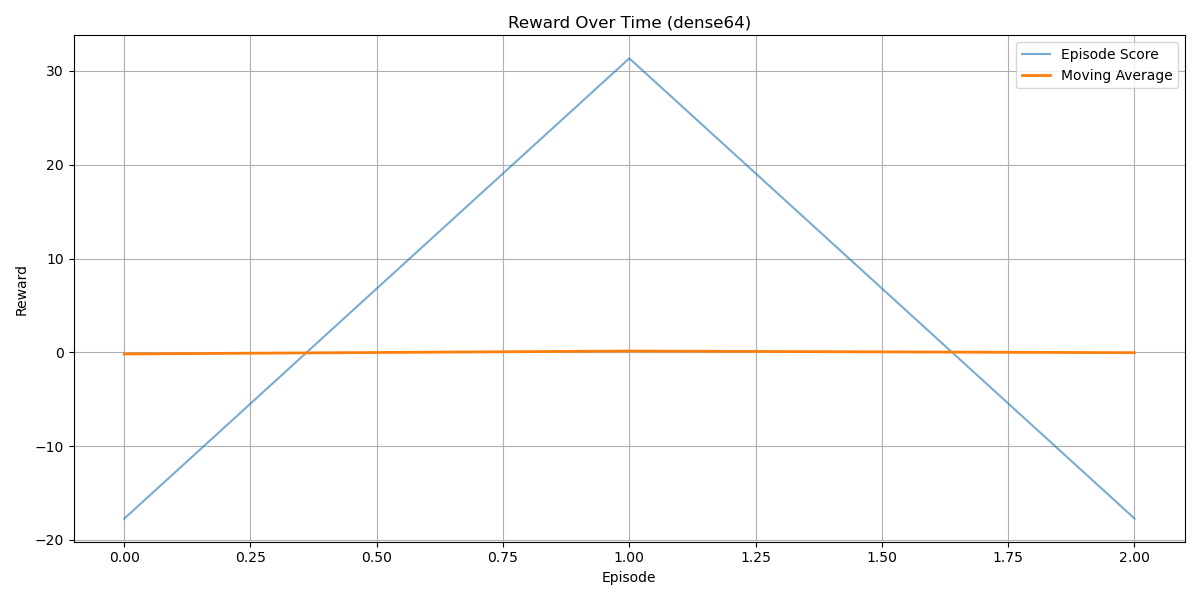 Reward Over Time (dense64)
Episode Score
Moving Average
Reward
30
20
10
0
−10
−20
0.00 0.25 0.50 0.75 1.00 1.25 1.50 1.75 2.00
Episode